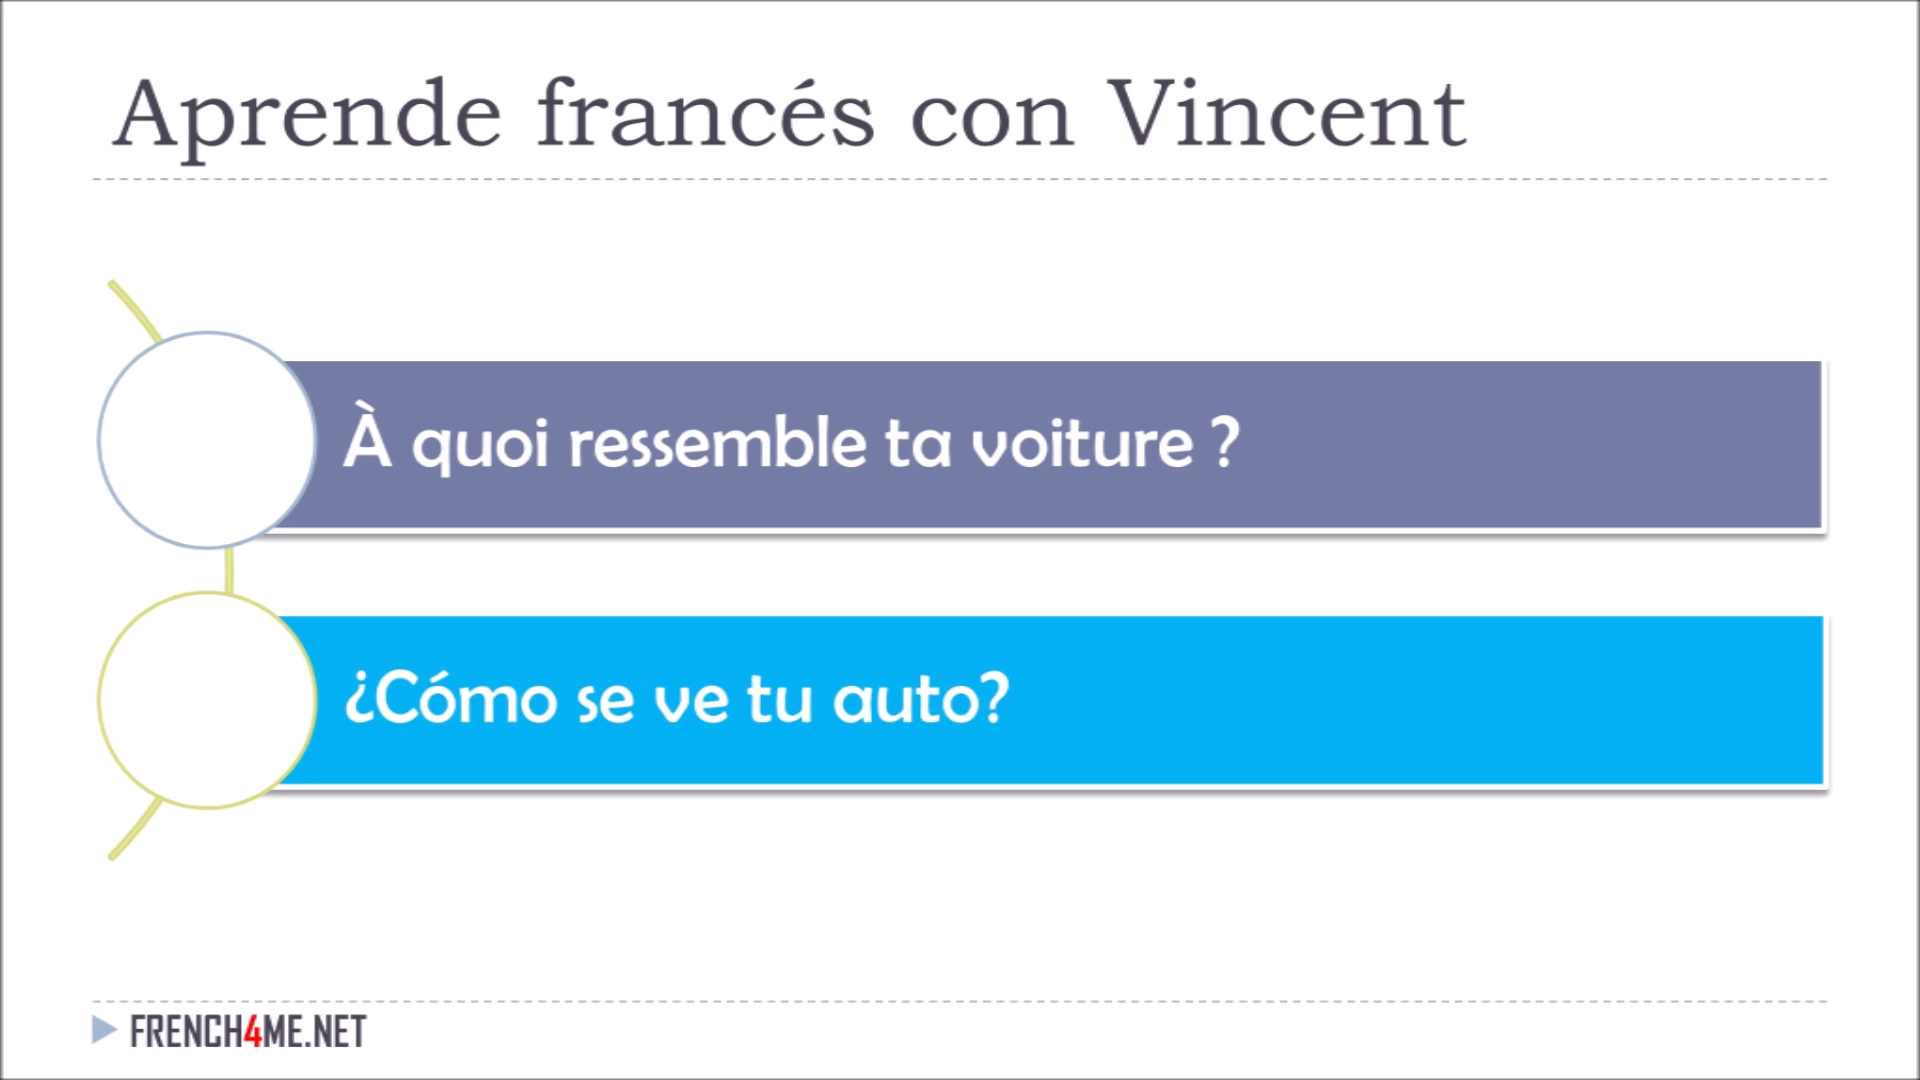 Aprende francés con Vincent
À quoi ressemble ta voiture ?
¿Cómo se ve tu auto?
FRENCH4ME.NET